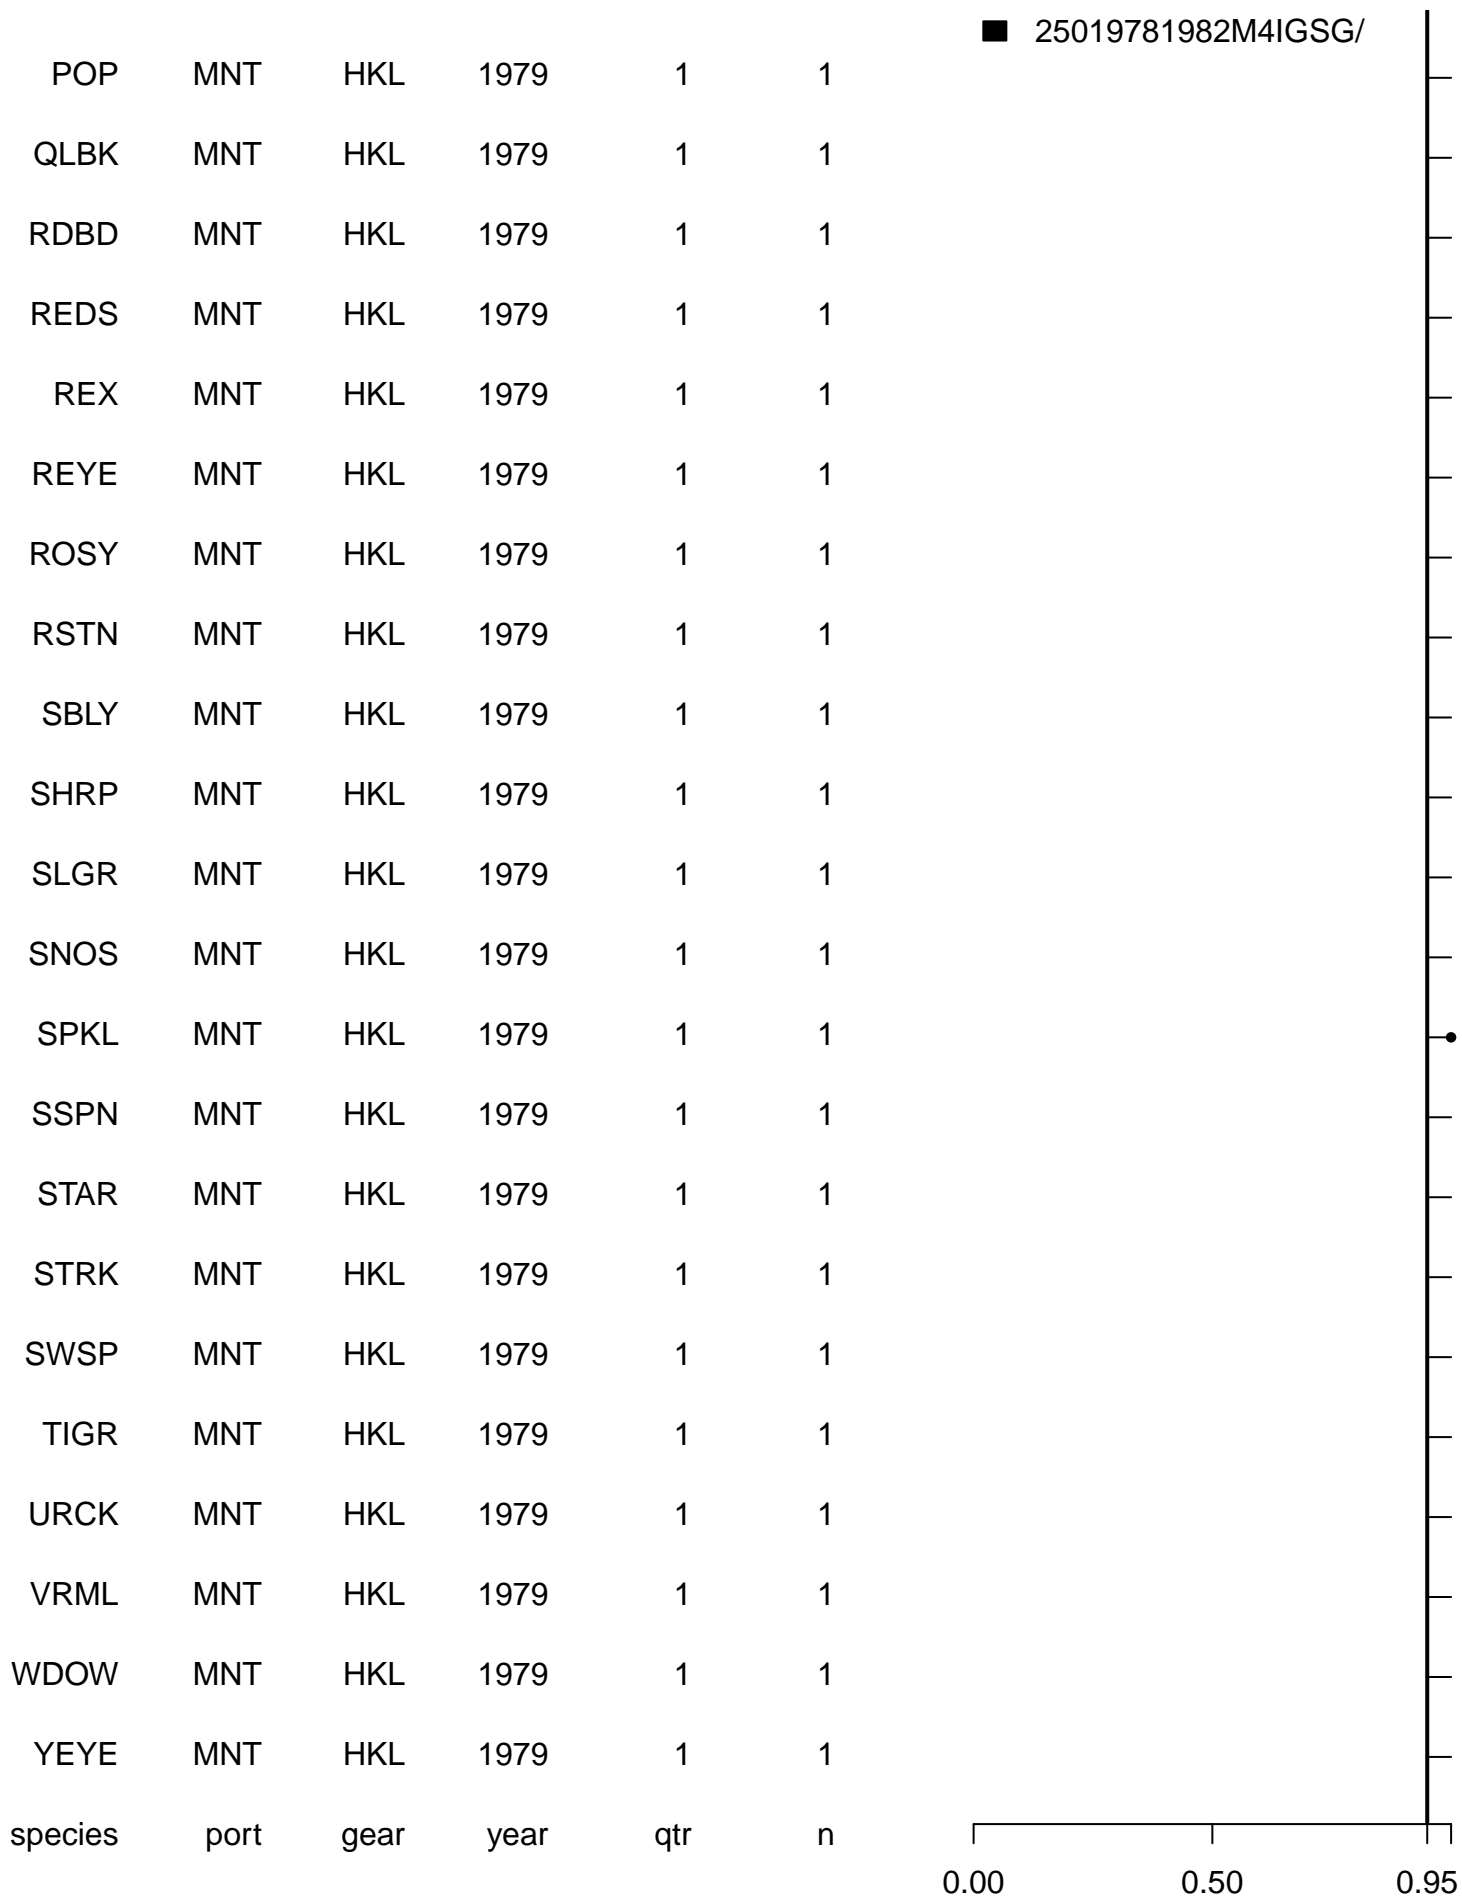 25019781982M4IGSG/
POP MNT HKL 1979 1 1
QLBK MNT HKL 1979 1 1
RDBD MNT HKL 1979 1 1
REDS MNT HKL 1979 1 1
REX MNT HKL 1979 1 1
REYE MNT HKL 1979 1 1
ROSY MNT HKL 1979 1 1
RSTN MNT HKL 1979 1 1
SBLY MNT HKL 1979 1 1
SHRP MNT HKL 1979 1 1
SLGR MNT HKL 1979 1 1
SNOS MNT HKL 1979 1 1
SPKL MNT HKL 1979 1 1
SSPN MNT HKL 1979 1 1
STAR MNT HKL 1979 1 1
STRK MNT HKL 1979 1 1
SWSP MNT HKL 1979 1 1
TIGR MNT HKL 1979 1 1
URCK MNT HKL 1979 1 1
VRML MNT HKL 1979 1 1
WDOW MNT HKL 1979 1 1
YEYE MNT HKL 1979 1 1
species port gear year qtr n
0.00 0.50 0.95